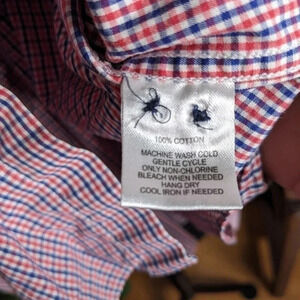 100% COTTON
MACHINE WASH COLD
GENTLE CYCLE
ONLY NON-CHLORINE
BLEACH WHEN NEEDED
HANG DRY
COOL IRON IF NEEDED